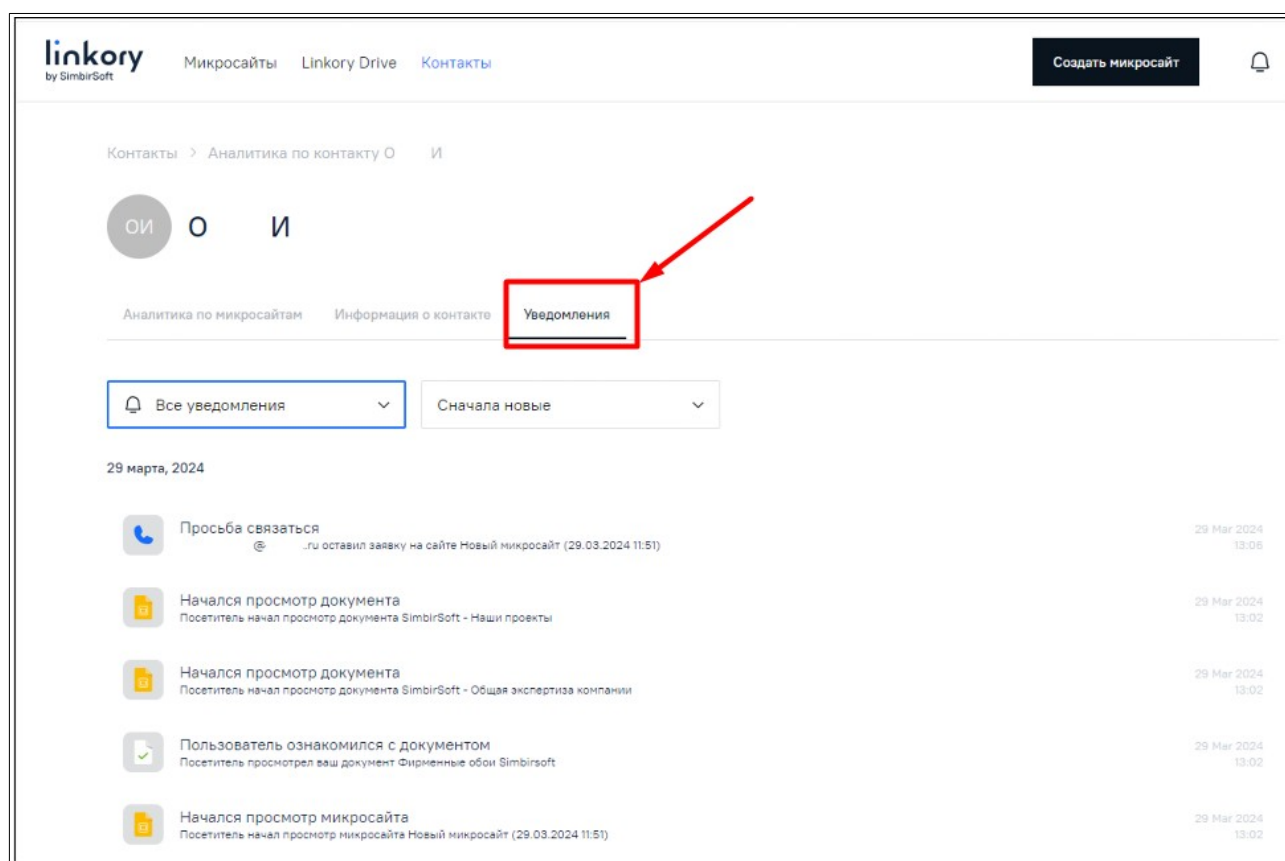 linkory
by SimbirSoft
Микросайты Linkory Drive Контакты
Создать микросайт
Контакты > Аналитика по контакту О И
ОИ О И
Аналитика по микросайтам Информация о контакте Уведомления
Все уведомления Сначала новые
29 марта, 2024
Просьба связаться
@ ..ru оставил заявку на сайте Новый микросайт (29.03.2024 11:51)
29 Mar 2024
13:06
Начался просмотр документа
Посетитель начал просмотр документа SimbirSoft - Наши проекты
29 Mar 2024
13:02
Начался просмотр документа
Посетитель начал просмотр документа SimbirSoft - Общая экспертиза компании
29 Mar 2024
13:02
Пользователь ознакомился с документом
Посетитель просмотрел ваш документ Фирменные обои Simbirsoft
29 Mar 2024
13:02
Начался просмотр микросайта
Посетитель начал просмотр микросайта Новый микросайт (29.03.2024 11:51)
29 Mar 2024
13:02